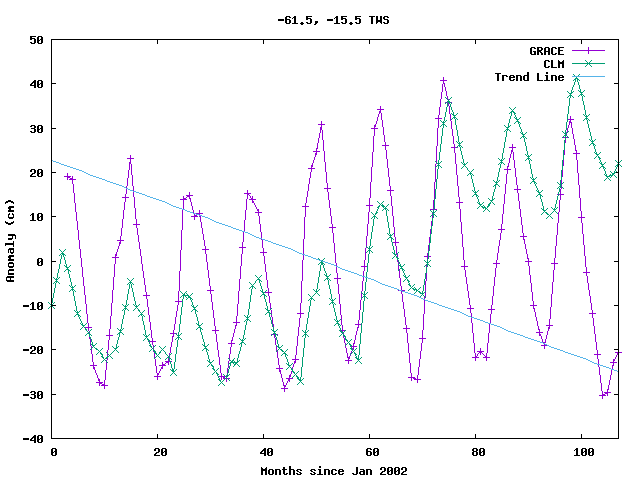 -61.5, -15.5 TWS
GRACE
CLM
Trend Line
50
40
30
20
10
0
-10
-20
-30
-40
Anomaly (cm)
0 20 40 60 80 100
Months since Jan 2002